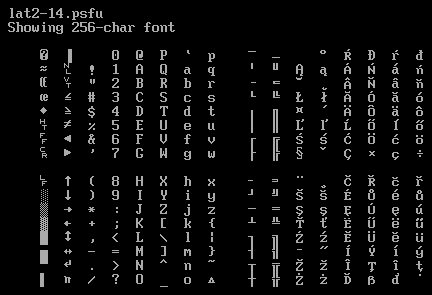 lat2-14.psfu
Showing 256-char font
0 @ P ` p ° Ŕ Đ ŕ đ
≈ ! 1 A Q a q Ą ą Á Ń á ń
" 2 B R b r ˘ ˛ Â Ň â ň
œ ≤ # 3 C S c s Ł ł Ă Ó ă ó
◆ ≥ $ 4 D T d t ¤ ´ Ä Ô ä ô
≠ % 5 E U e u Ľ ľ Ĺ Ő ĺ ő
◀ & 6 F V f v Ś ś Ć Ö ć ö
▶ ' 7 G W g w § ˇ Ç × ç ÷
↑ ( 8 H X h x ¨ ¸ Č Ř č ř
↓ ) 9 I Y i y Š š É Ů é ů
→ * : J Z j z Ş ş Ę Ú ę ú
← + ; K [ k { Ť ť Ë Ű ë ű
↕ , < L \ l | Ź ź Ě Ü ě ü
↔ - = M ] m } ˝ Í Ý í ý
↵ . > N ^ n ~ Ž ž Î Ţ î ţ
π / ? O _ o Ż ż Ď ß ď ˙